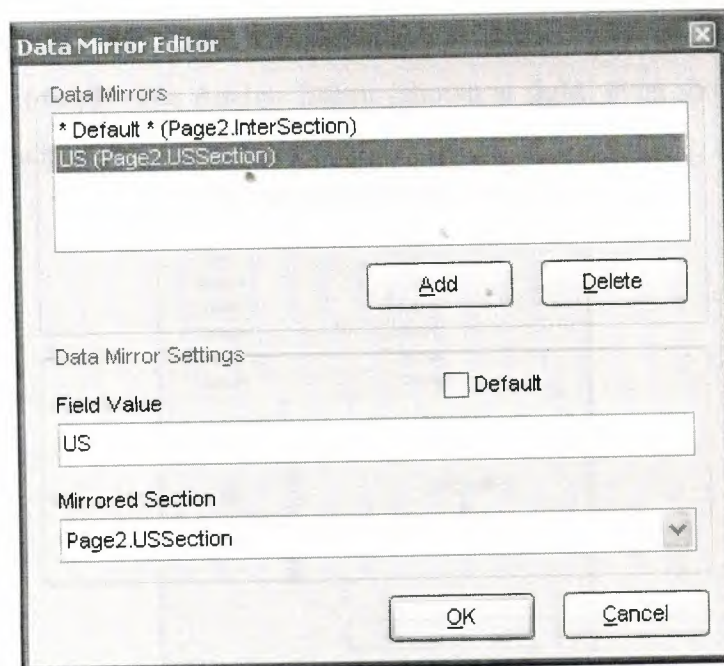 Data Mirror Editor
Data Mirrors
* Default * (Page2.InterSection)
US (Page2.USSection)
Add
Delete
Data Mirror Settings
Default
Field Value
US
Mirrored Section
Page2.USSection
OK
Cancel